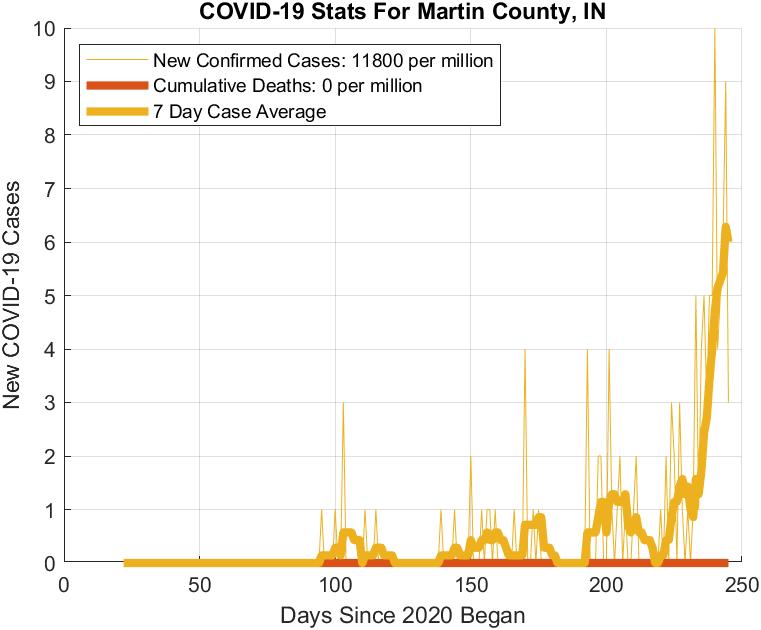 COVID-19 Stats For Martin County, IN
New Confirmed Cases: 11800 per million
Cumulative Deaths: 0 per million
7 Day Case Average
New COVID-19 Cases
10
9
8
7
6
5
4
3
2
1
0
0 50 100 150 200 250
Days Since 2020 Began